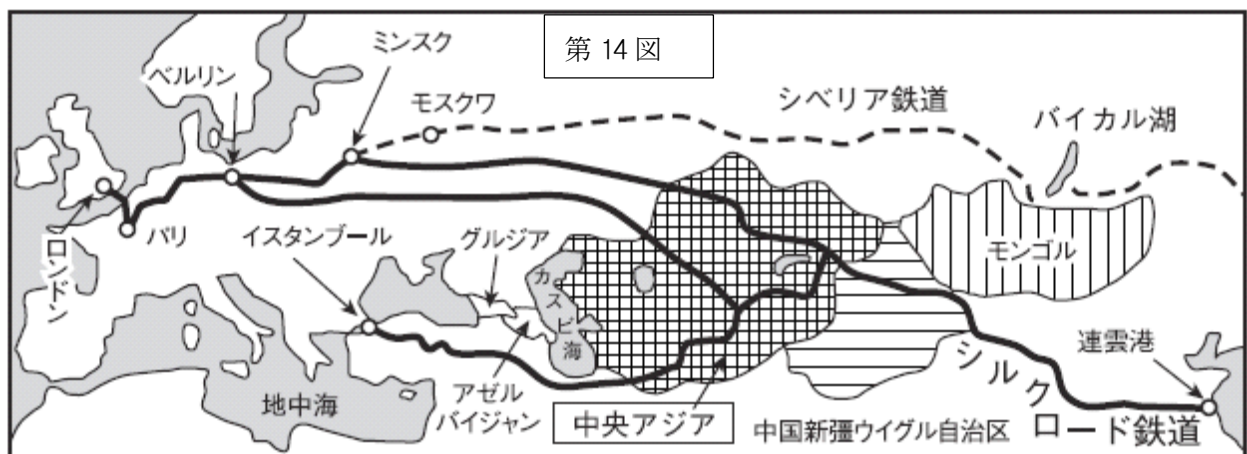 第 14 図
ミンスク
ベルリン
モスクワ
シベリア鉄道
バイカル湖
ロンドン
パリ
イスタンブール
グルジア
カスピ海
モンゴル
アゼル
バイジャン
地中海
中央アジア
中国新疆ウイグル自治区
シルクロード鉄道
連雲港